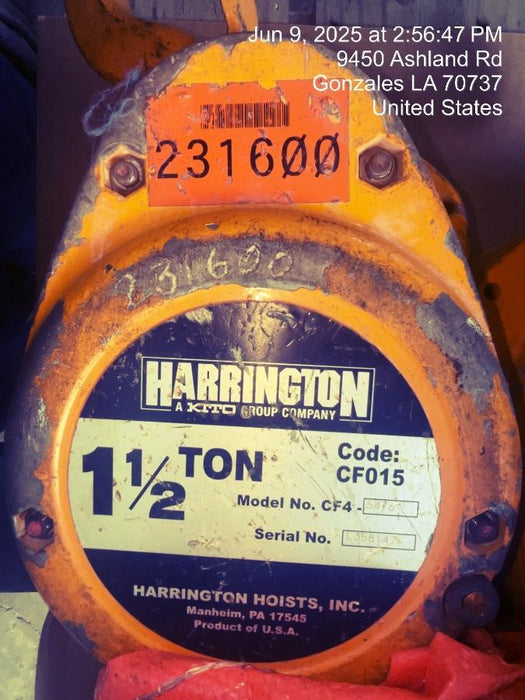 Jun 9, 2025 at 2:56:47 PM
9450 Ashland Rd
Gonzales LA 70737
United States
231600
231600
HARRINGTON
A KITO GROUP COMPANY
1 1/2 TON
Code:
CF015
Model No. CF4 -
Serial No.
HARRINGTON HOISTS, INC.
Manheim, PA 17545
Product of U.S.A.